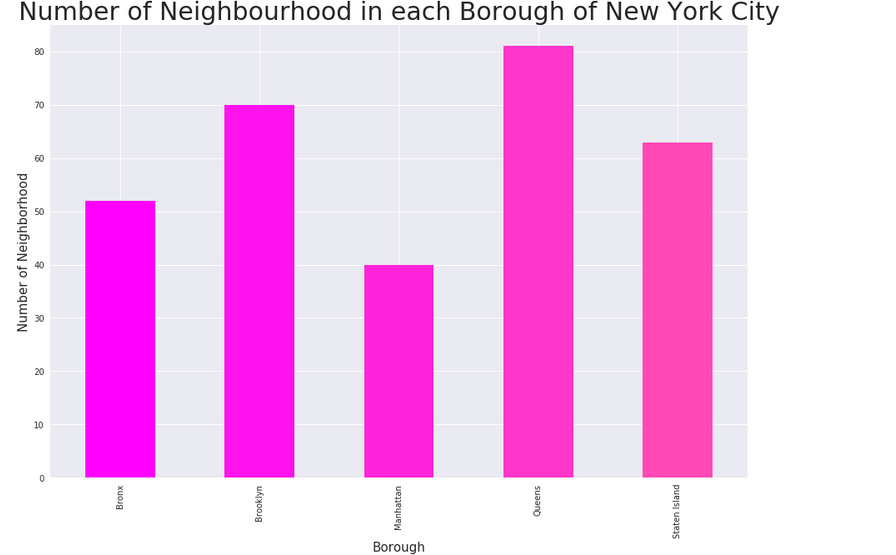 Number of Neighbourhood in each Borough of New York City
Number of Neighborhood
80
70
60
50
40
30
20
10
0
Bronx
Brooklyn
Manhattan
Queens
Staten Island
Borough